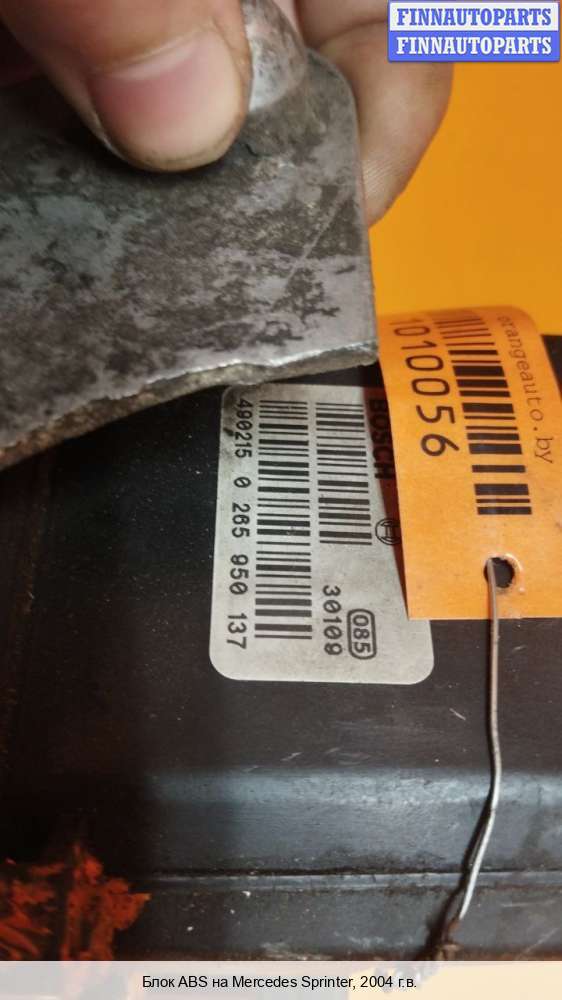 FINNAUTOPARTS
FINNAUTOPARTS
orangeauto.by
1010056
BOSCH
085
30109
490215 0 265 950 137
Блок ABS на Mercedes Sprinter, 2004 г.в.